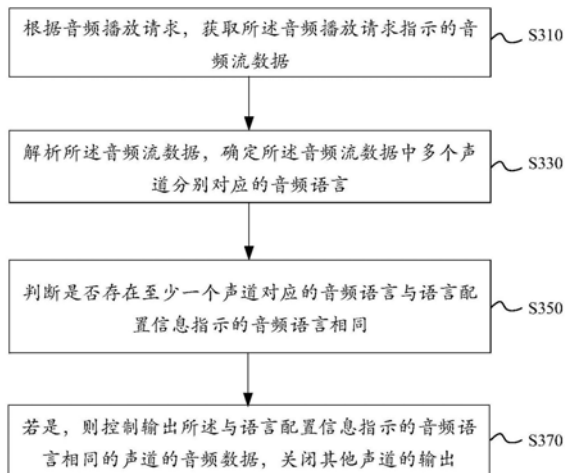 根据音频播放请求，获取所述音频播放请求指示的音
频流数据
S310
解析所述音频流数据，确定所述音频流数据中多个声
道分别对应的音频语言
S330
判断是否存在至少一个声道对应的音频语言与语言配
置信息指示的音频语言相同
S350
若是，则控制输出所述与语言配置信息指示的音频语
言相同的声道的音频数据，关闭其他声道的输出
S370